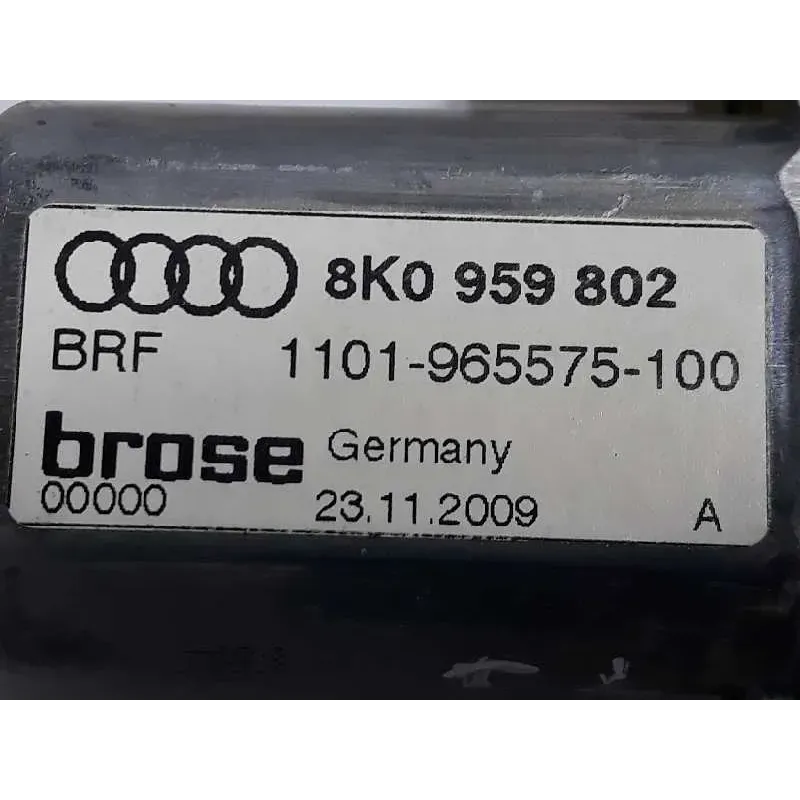 8K0 959 802
BRF 1101-965575-100
brose Germany
00000 23.11.2009 A